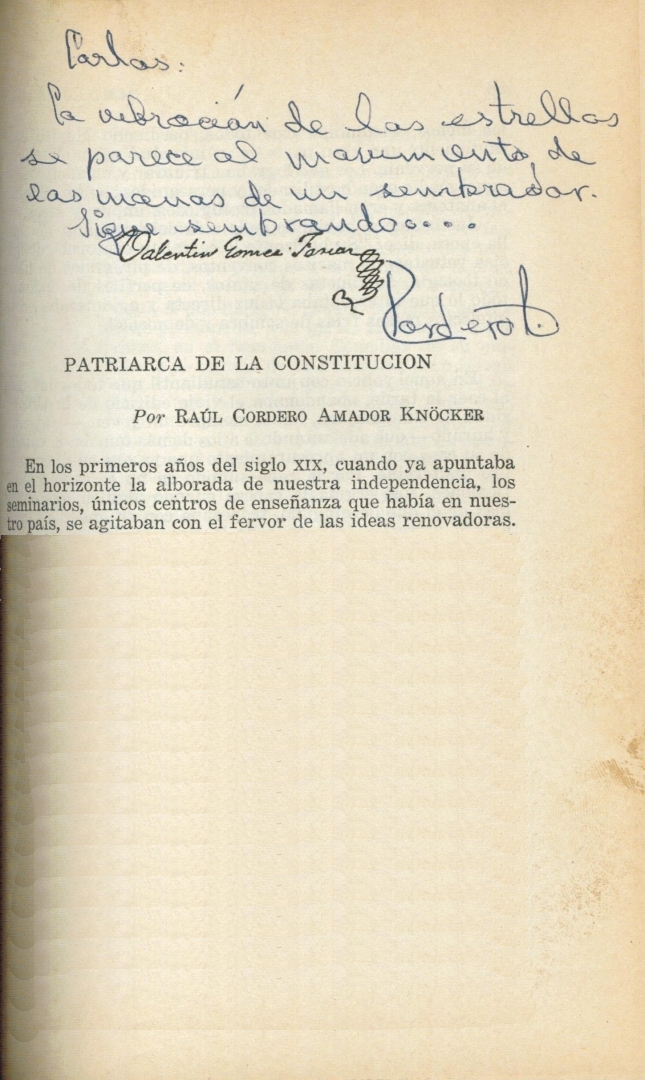 Carlos:
La vibración de las estrellas
se parece al movimiento de
las manos de un sembrador.
Sigue sembrando....
Valentin Gomez Farias
Cordero A.
PATRIARCA DE LA CONSTITUCION
Por RAÚL CORDERO AMADOR KNÖCKER
En los primeros años del siglo XIX, cuando ya apuntaba
en el horizonte la alborada de nuestra independencia, los
seminarios, únicos centros de enseñanza que había en nues-
tro país, se agitaban con el fervor de las ideas renovadoras.